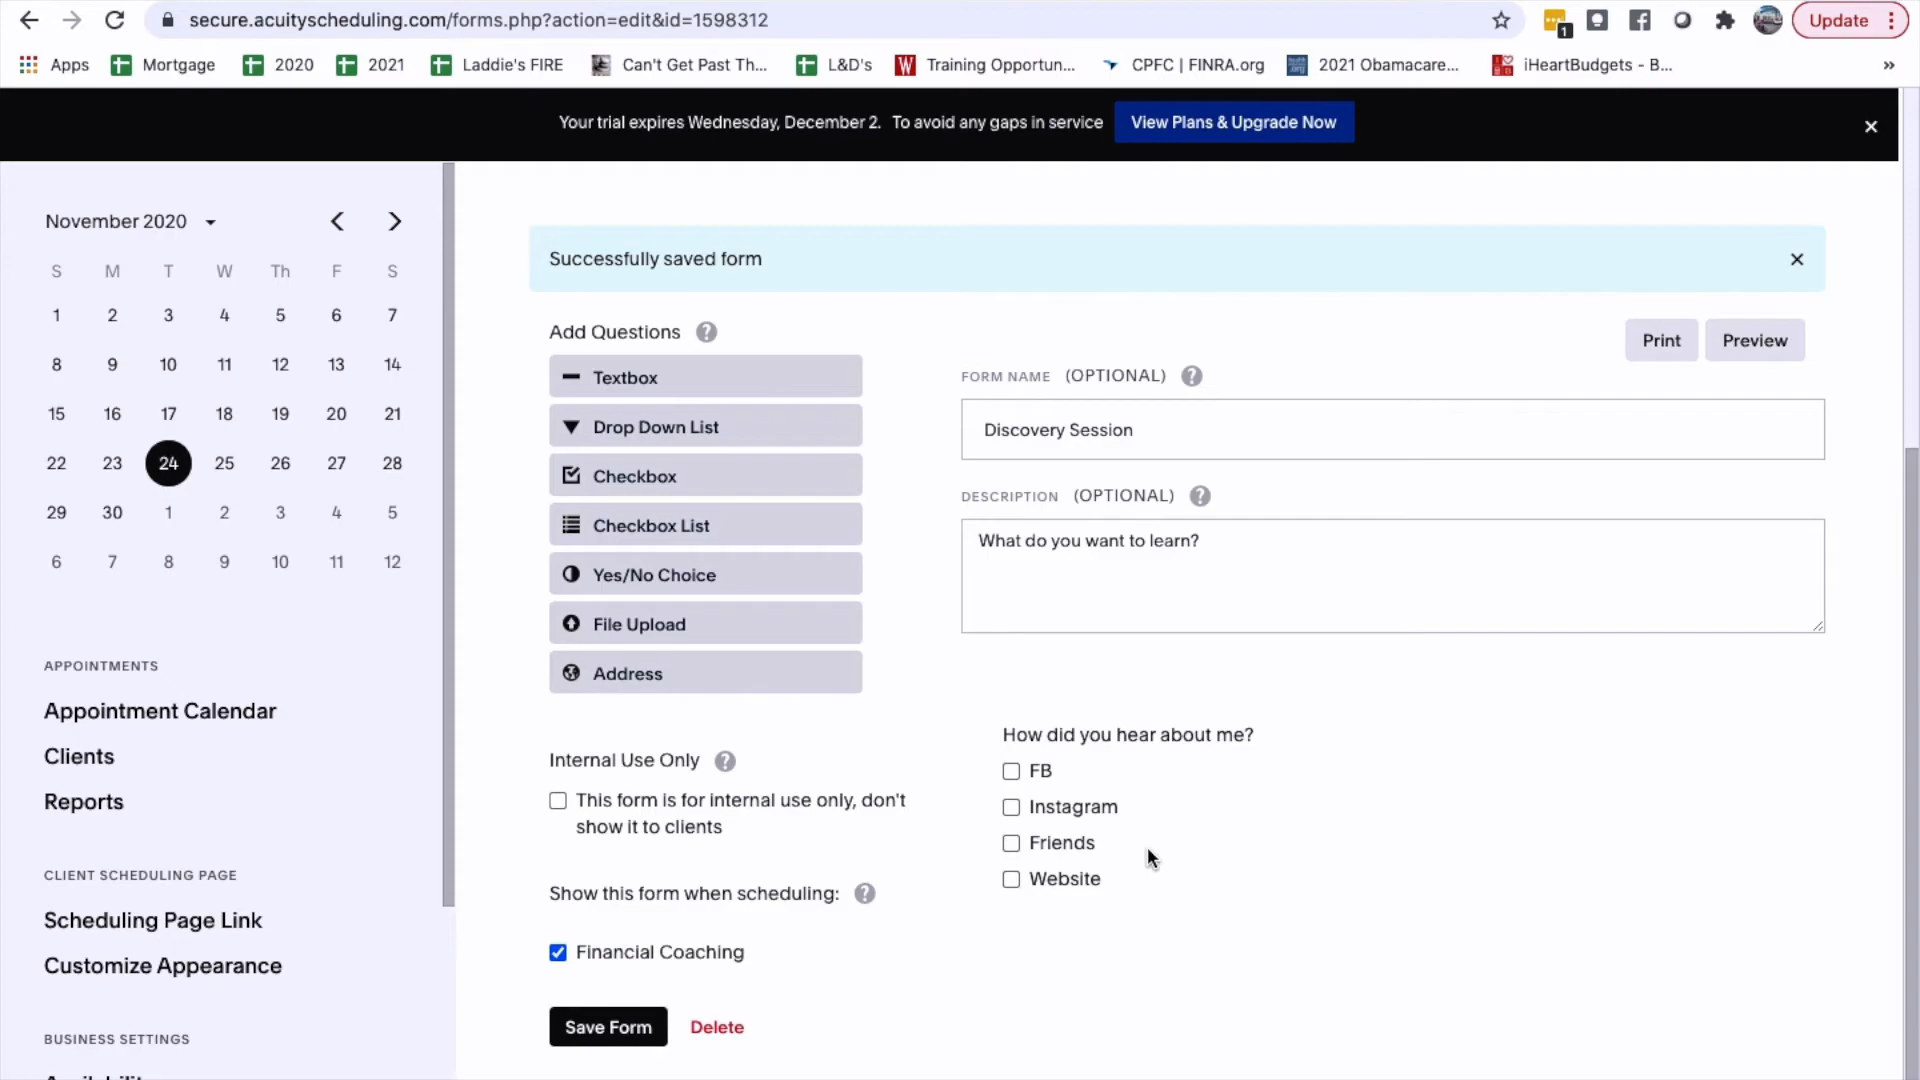 secure.acuityscheduling.com/forms.php?action=edit&id=1598312
1
Update
Apps
Mortgage
2020
2021
Laddie's FIRE
Can't Get Past Th...
L&D's
W
Training Opportun...
CPFC | FINRA.org
2021 Obamacare...
iHeartBudgets - B...
»
Your trial expires Wednesday, December 2. To avoid any gaps in service
View Plans & Upgrade Now
November 2020
S M T W Th F S
1 2 3 4 5 6 7
8 9 10 11 12 13 14
15 16 17 18 19 20 21
22 23 24 25 26 27 28
29 30 1 2 3 4 5
6 7 8 9 10 11 12
APPOINTMENTS
Appointment Calendar
Clients
Reports
CLIENT SCHEDULING PAGE
Scheduling Page Link
Customize Appearance
BUSINESS SETTINGS
Successfully saved form
Add Questions ?
Textbox
Drop Down List
Checkbox
Checkbox List
Yes/No Choice
File Upload
Address
Internal Use Only ?
This form is for internal use only, don't
show it to clients
Show this form when scheduling: ?
Financial Coaching
Save Form
Delete
Print
Preview
FORM NAME (OPTIONAL) ?
Discovery Session
DESCRIPTION (OPTIONAL) ?
What do you want to learn?
How did you hear about me?
FB
Instagram
Friends
Website